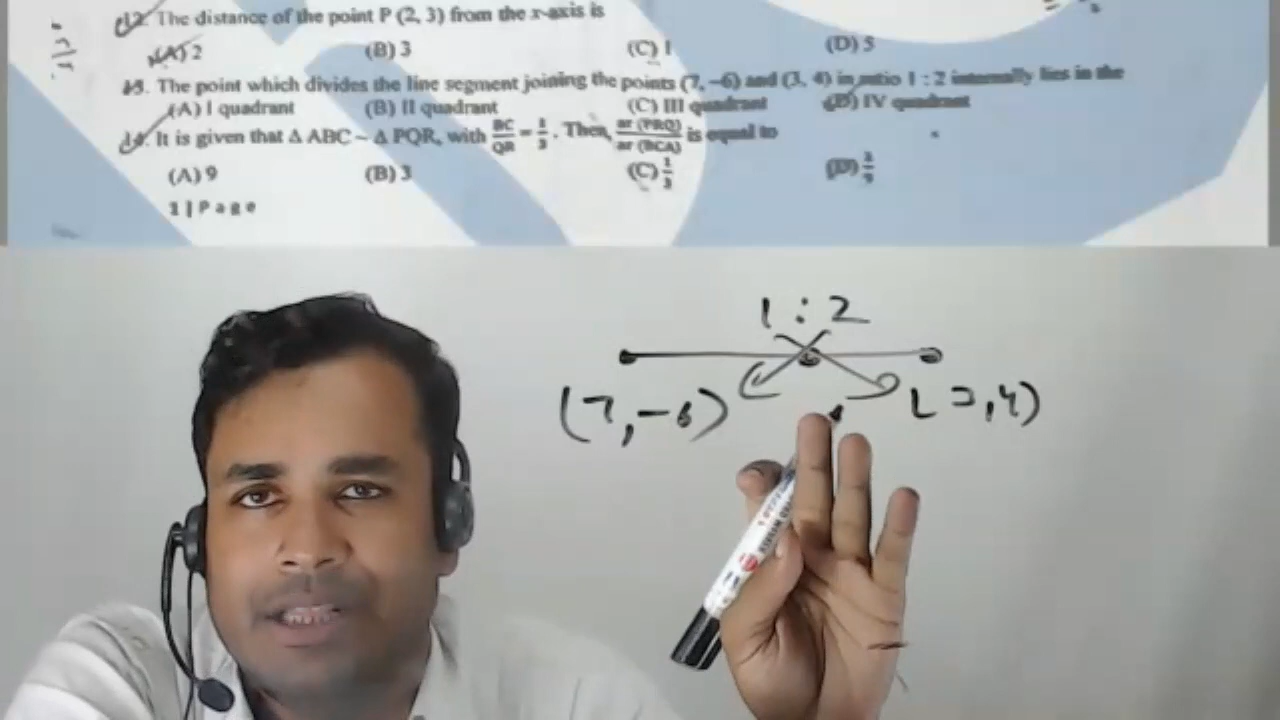 12. The distance of the point P (2, 3) from the x-axis is
(A) 2 (B) 3 (C) 1 (D) 5
13. The point which divides the line segment joining the points (7, –6) and (3, 4) in ratio 1 : 2 internally lies in the
(A) I quadrant (B) II quadrant (C) III quadrant (D) IV quadrant
14. It is given that Δ ABC ~ Δ PQR, with BC/QR = 1/3. Then, ar (PRQ)/ar (BCA) is equal to
(A) 9 (B) 3 (C) 1/3 (D) 1/9
1 | P a g e
1 : 2
(7, -6) (3, 4)